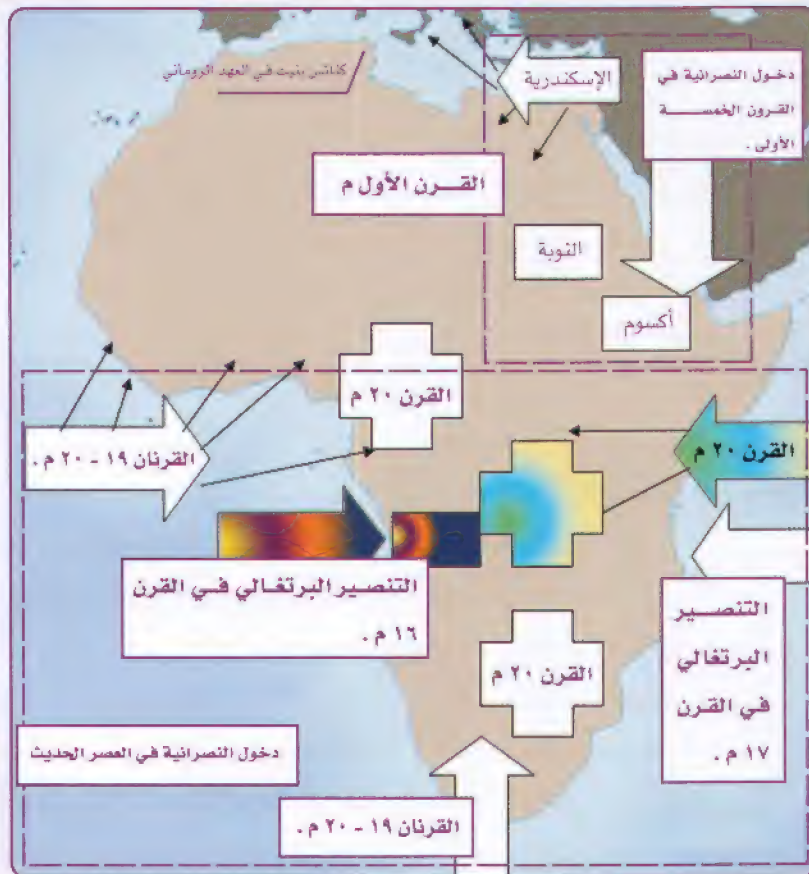 كنائس بنيت في العهد الروماني
الإسكندرية
دخول النصرانية في
القرون الخمسة
الأولى.
القرن الأول م
النوبة
أكسوم
القرن ٢٠ م
القرنان ١٩ - ٢٠ م.
القرن ٢٠ م
التنصير البرتغالي في القرن
١٦ م.
التنصير
البرتغالي
في القرن
١٧ م.
القرن ٢٠ م
دخول النصرانية في العصر الحديث
القرنان ١٩ - ٢٠ م.